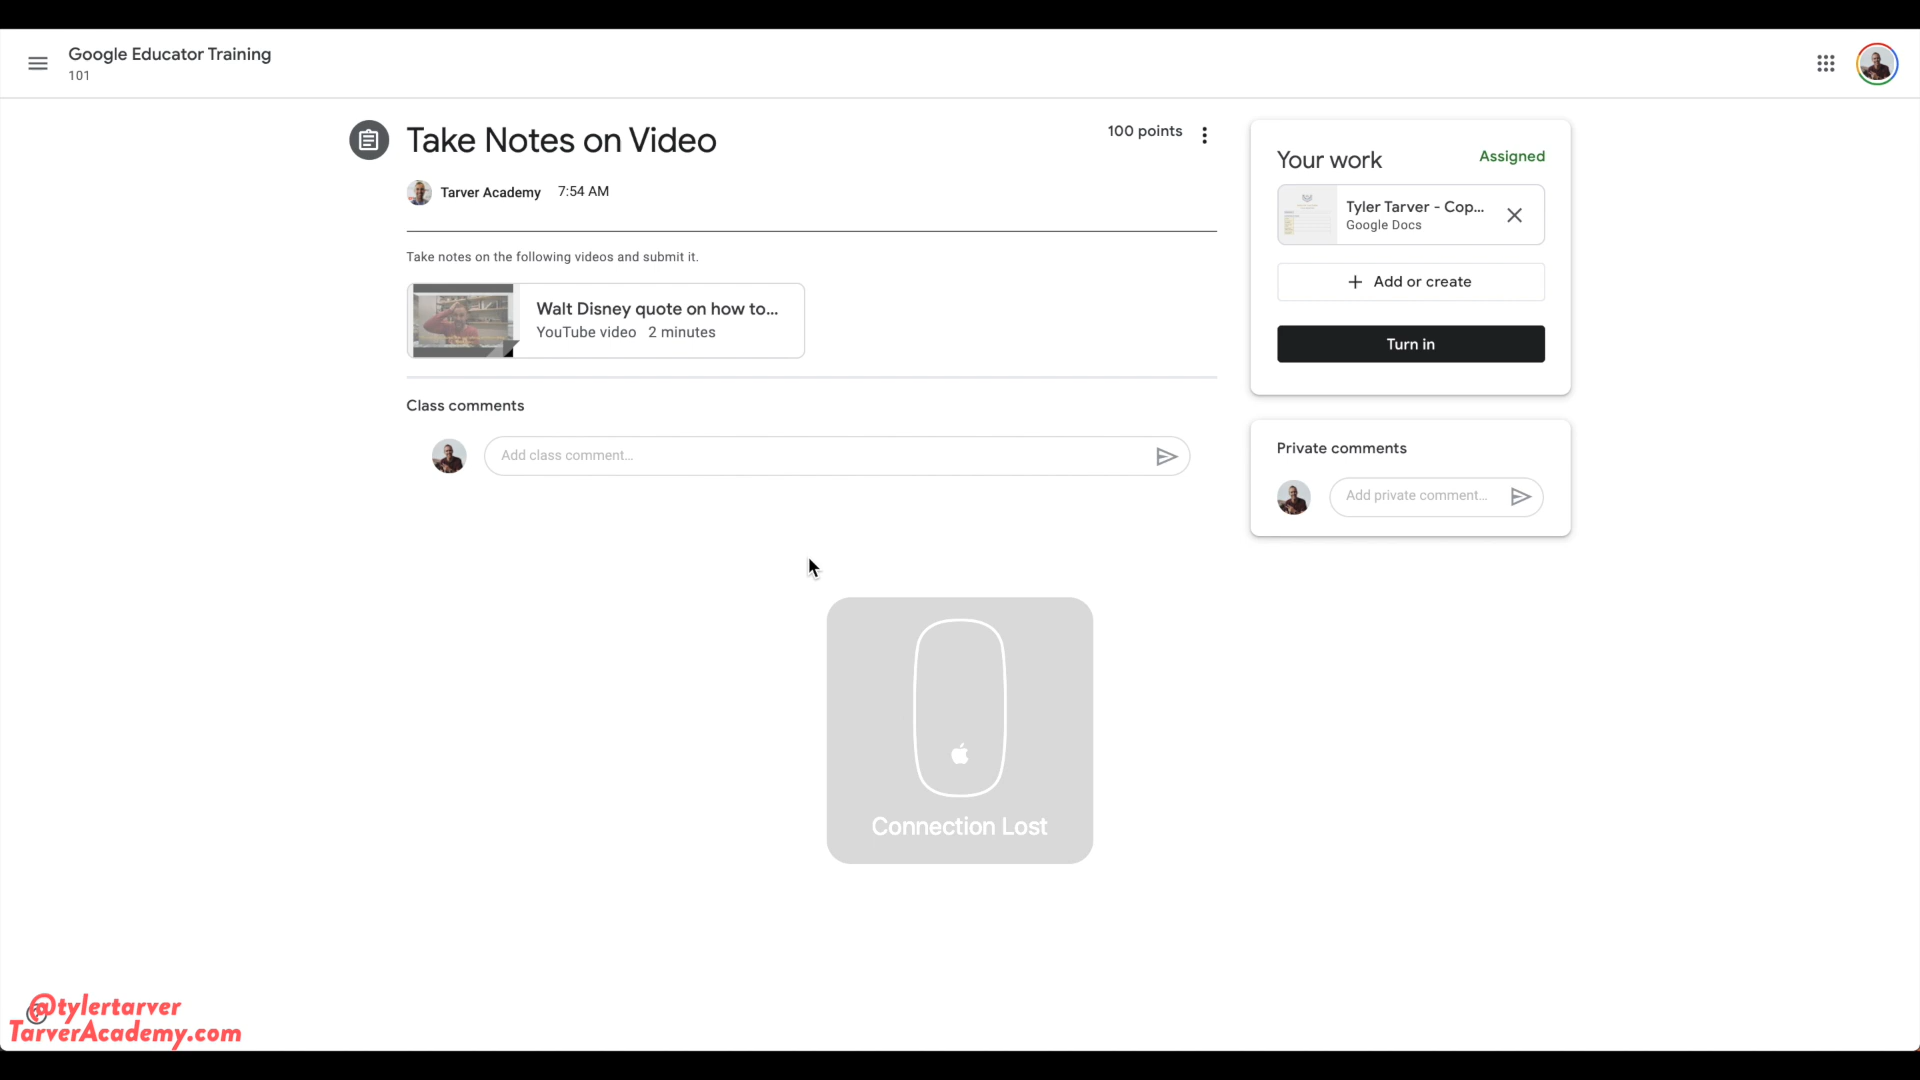 Google Educator Training
101
Take Notes on Video
100 points
Tarver Academy 7:54 AM
Take notes on the following videos and submit it.
Walt Disney quote on how to...
YouTube video 2 minutes
Class comments
Add class comment...
Your work
Assigned
Tyler Tarver - Cop...
Google Docs
Add or create
Turn in
Private comments
Add private comment...
Connection Lost
@tylertarver
TarverAcademy.com